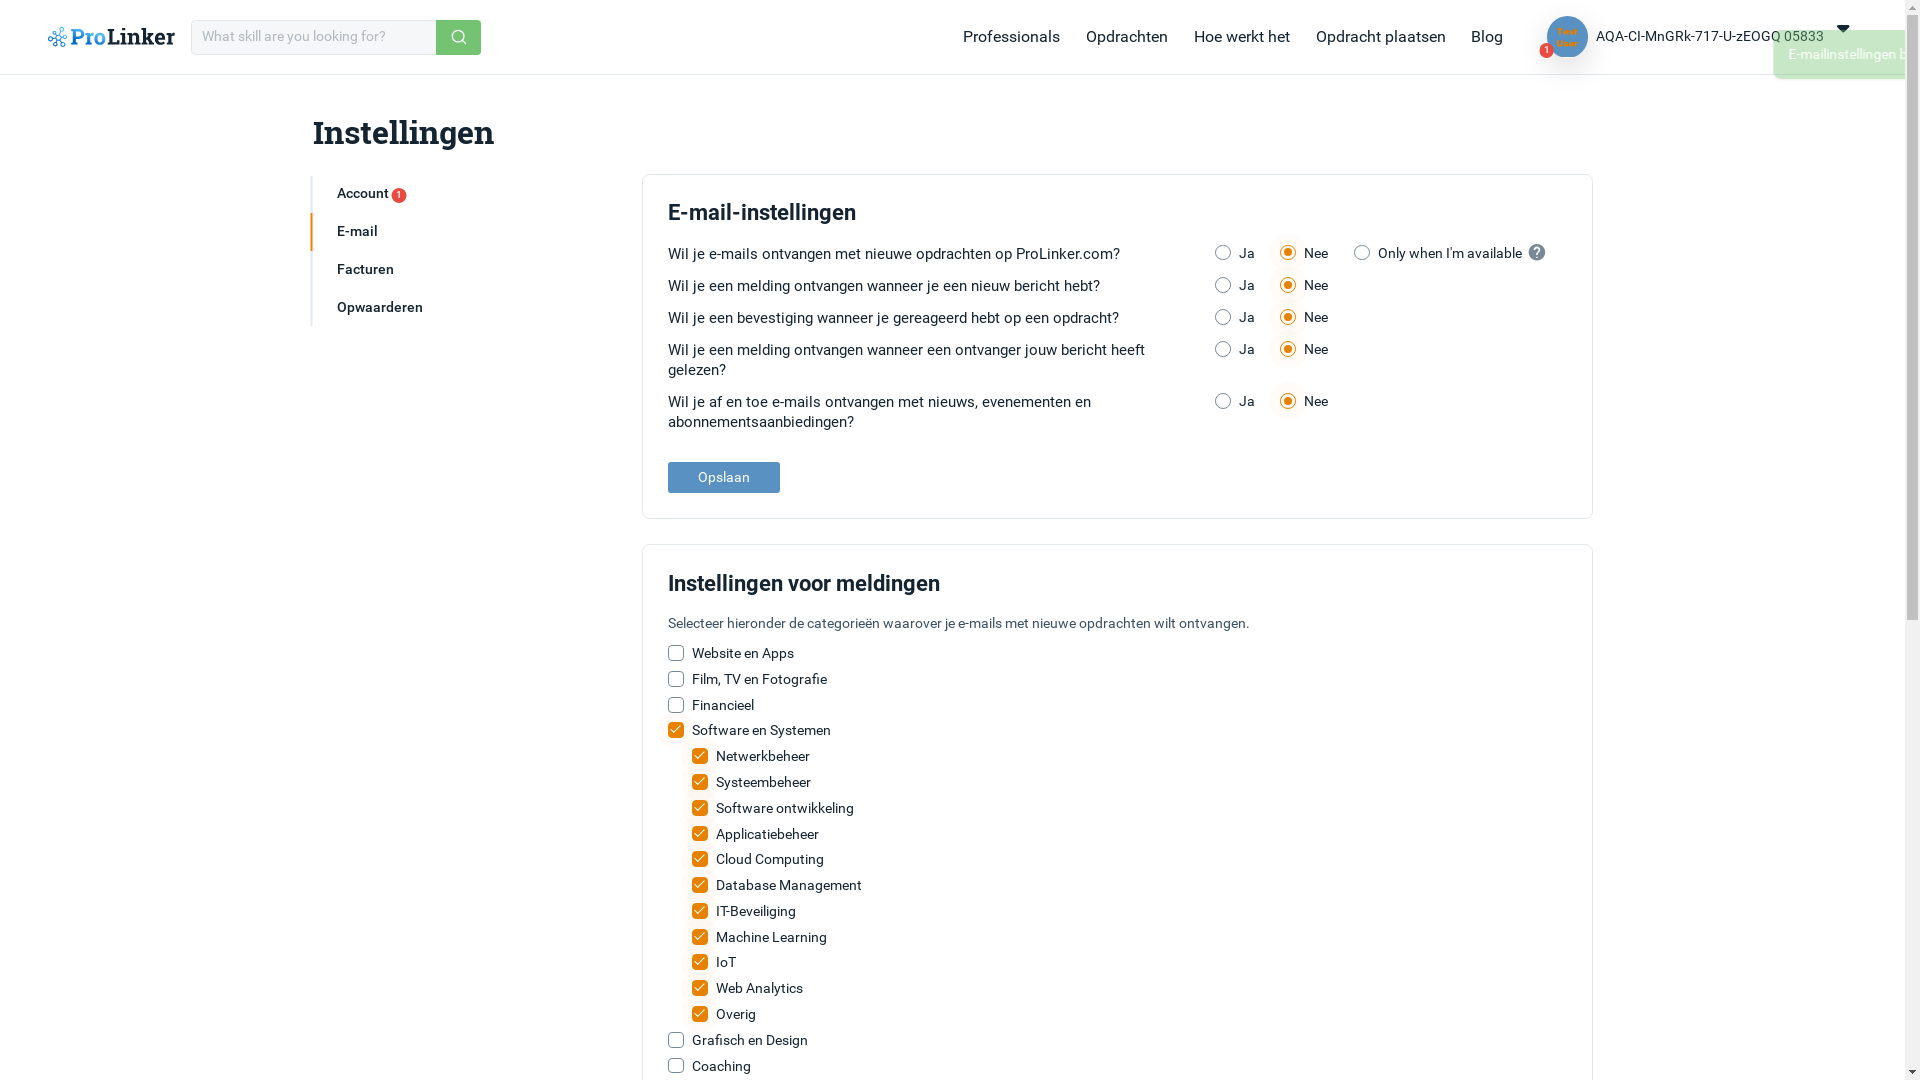 ProLinker
What skill are you looking for?
Professionals
Opdrachten
Hoe werkt het
Opdracht plaatsen
Blog
Test
User
1
AQA-CI-MnGRk-717-U-zEOGQ 05833
E-mailinstellingen
Instellingen
Account 1
E-mail
Facturen
Opwaarderen
E-mail-instellingen
Wil je e-mails ontvangen met nieuwe opdrachten op ProLinker.com? Ja Nee Only when I'm available ?
Wil je een melding ontvangen wanneer je een nieuw bericht hebt? Ja Nee
Wil je een bevestiging wanneer je gereageerd hebt op een opdracht? Ja Nee
Wil je een melding ontvangen wanneer een ontvanger jouw bericht heeft Ja Nee
gelezen?
Wil je af en toe e-mails ontvangen met nieuws, evenementen en Ja Nee
abonnementsaanbiedingen?
Opslaan
Instellingen voor meldingen
Selecteer hieronder de categorieën waarover je e-mails met nieuwe opdrachten wilt ontvangen.
Website en Apps
Film, TV en Fotografie
Financieel
Software en Systemen
Netwerkbeheer
Systeembeheer
Software ontwikkeling
Applicatiebeheer
Cloud Computing
Database Management
IT-Beveiliging
Machine Learning
IoT
Web Analytics
Overig
Grafisch en Design
Coaching